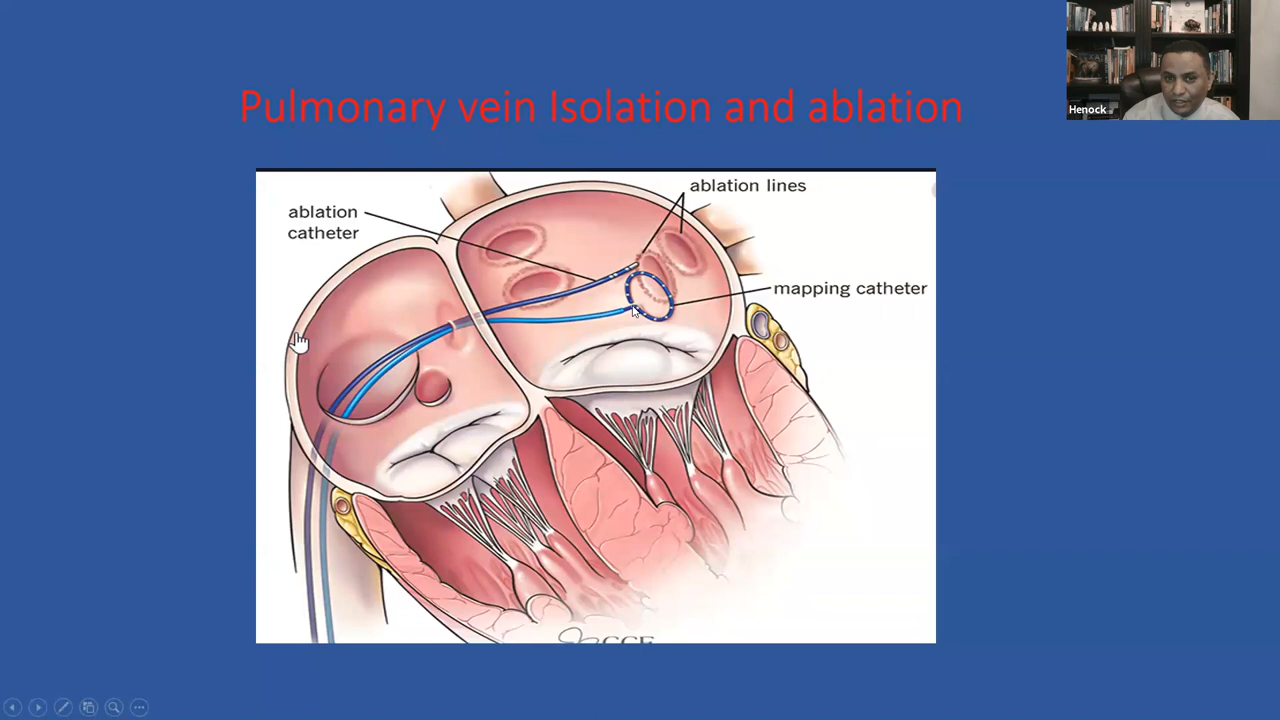 Pulmonary vein Isolation and ablation
Henock
ablation lines
ablation
catheter
mapping catheter
CCF